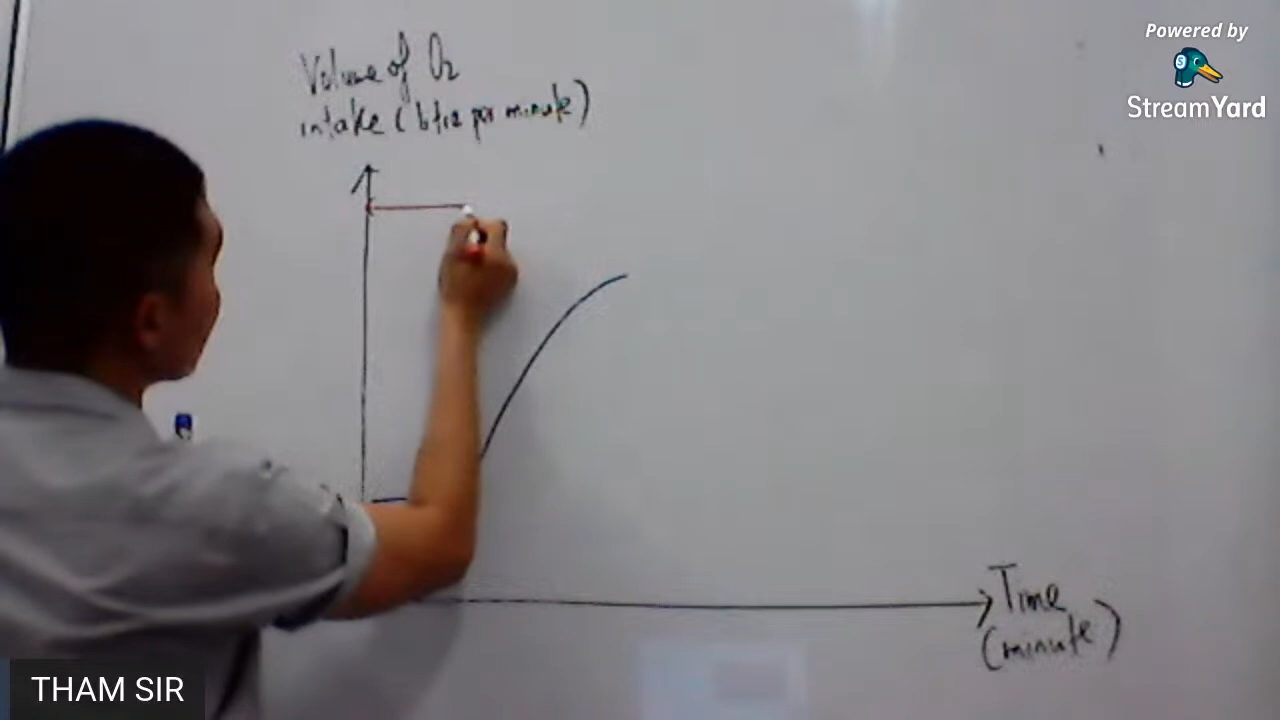 Volume of O2
intake (litre per minute)
Time
(minute)
Powered by
StreamYard
THAM SIR